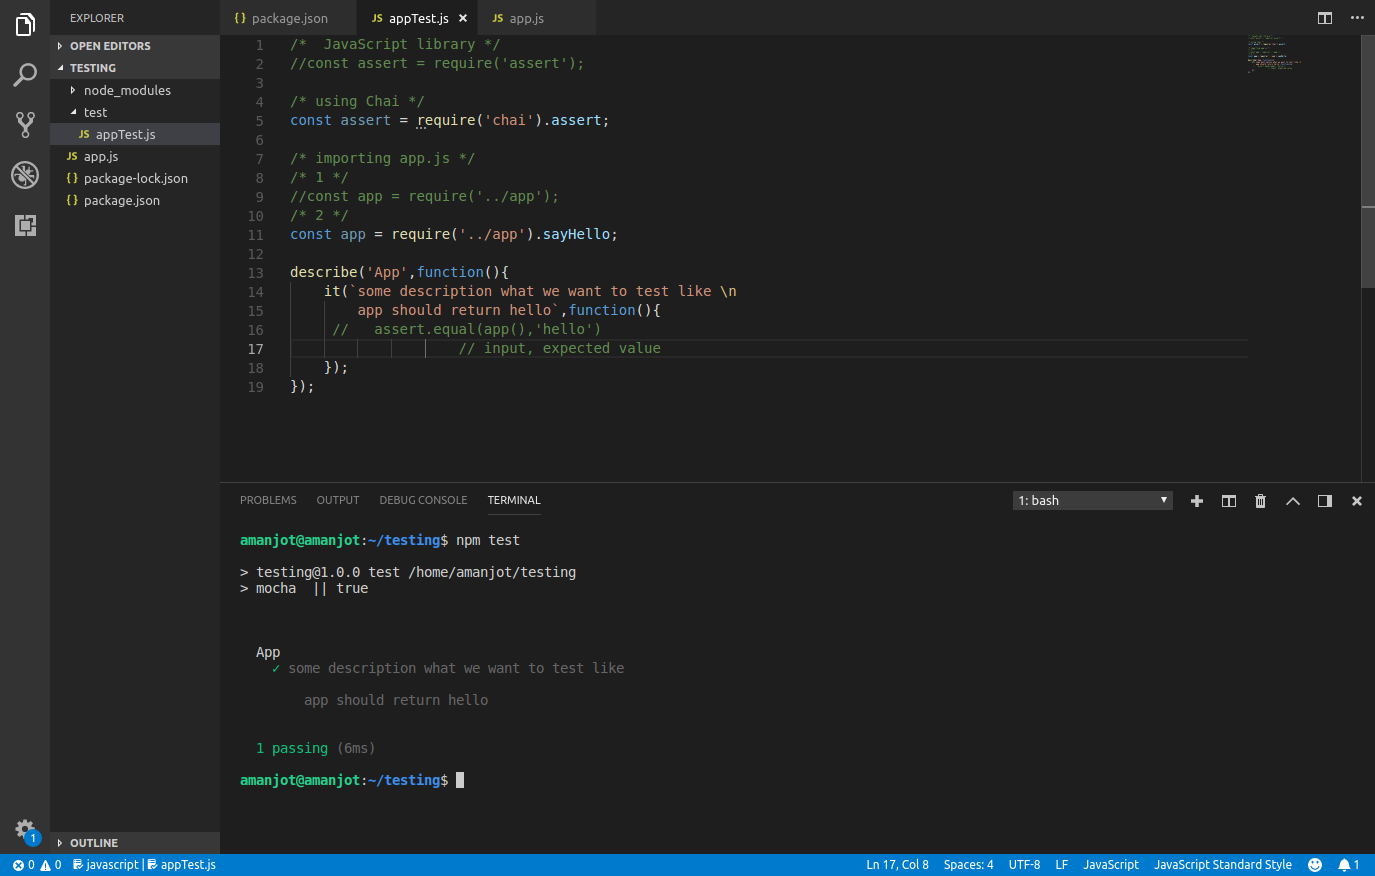 EXPLORER
OPEN EDITORS
TESTING
node_modules
test
JS appTest.js
JS app.js
{} package-lock.json
{} package.json
OUTLINE
1
{} package.json
JS appTest.js ×
JS app.js
1 /*  JavaScript library */
2 //const assert = require('assert');
3
4 /* using Chai */
5 const assert = require('chai').assert;
6
7 /* importing app.js */
8 /* 1 */
9 //const app = require('../app');
10 /* 2 */
11 const app = require('../app').sayHello;
12
13 describe('App',function(){
14     it(`some description what we want to test like \n
15         app should return hello`,function(){
16      //   assert.equal(app(),'hello')
17                     // input, expected value
18     });
19 });
PROBLEMS OUTPUT DEBUG CONSOLE TERMINAL 1: bash
amanjot@amanjot:~/testing$ npm test
> testing@1.0.0 test /home/amanjot/testing
> mocha  || true
App
✓ some description what we want to test like
app should return hello
1 passing (6ms)
amanjot@amanjot:~/testing$
0 0 javascript | appTest.js Ln 17, Col 8 Spaces: 4 UTF-8 LF JavaScript JavaScript Standard Style 1